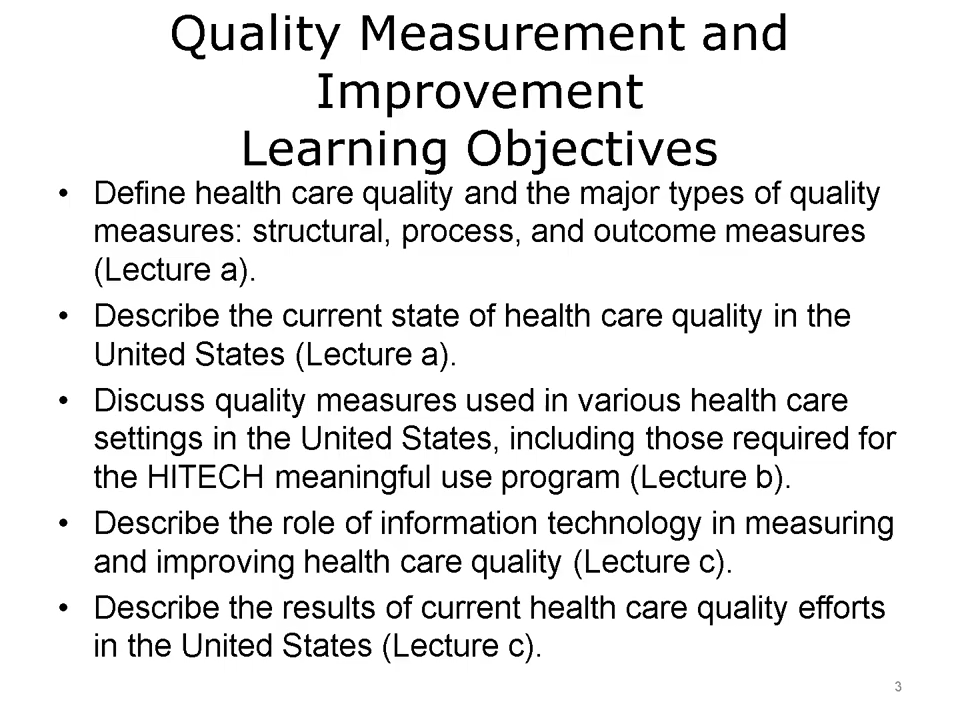 Quality Measurement and
Improvement
Learning Objectives
• Define health care quality and the major types of quality
measures: structural, process, and outcome measures
(Lecture a).
• Describe the current state of health care quality in the
United States (Lecture a).
• Discuss quality measures used in various health care
settings in the United States, including those required for
the HITECH meaningful use program (Lecture b).
• Describe the role of information technology in measuring
and improving health care quality (Lecture c).
• Describe the results of current health care quality efforts
in the United States (Lecture c).
3